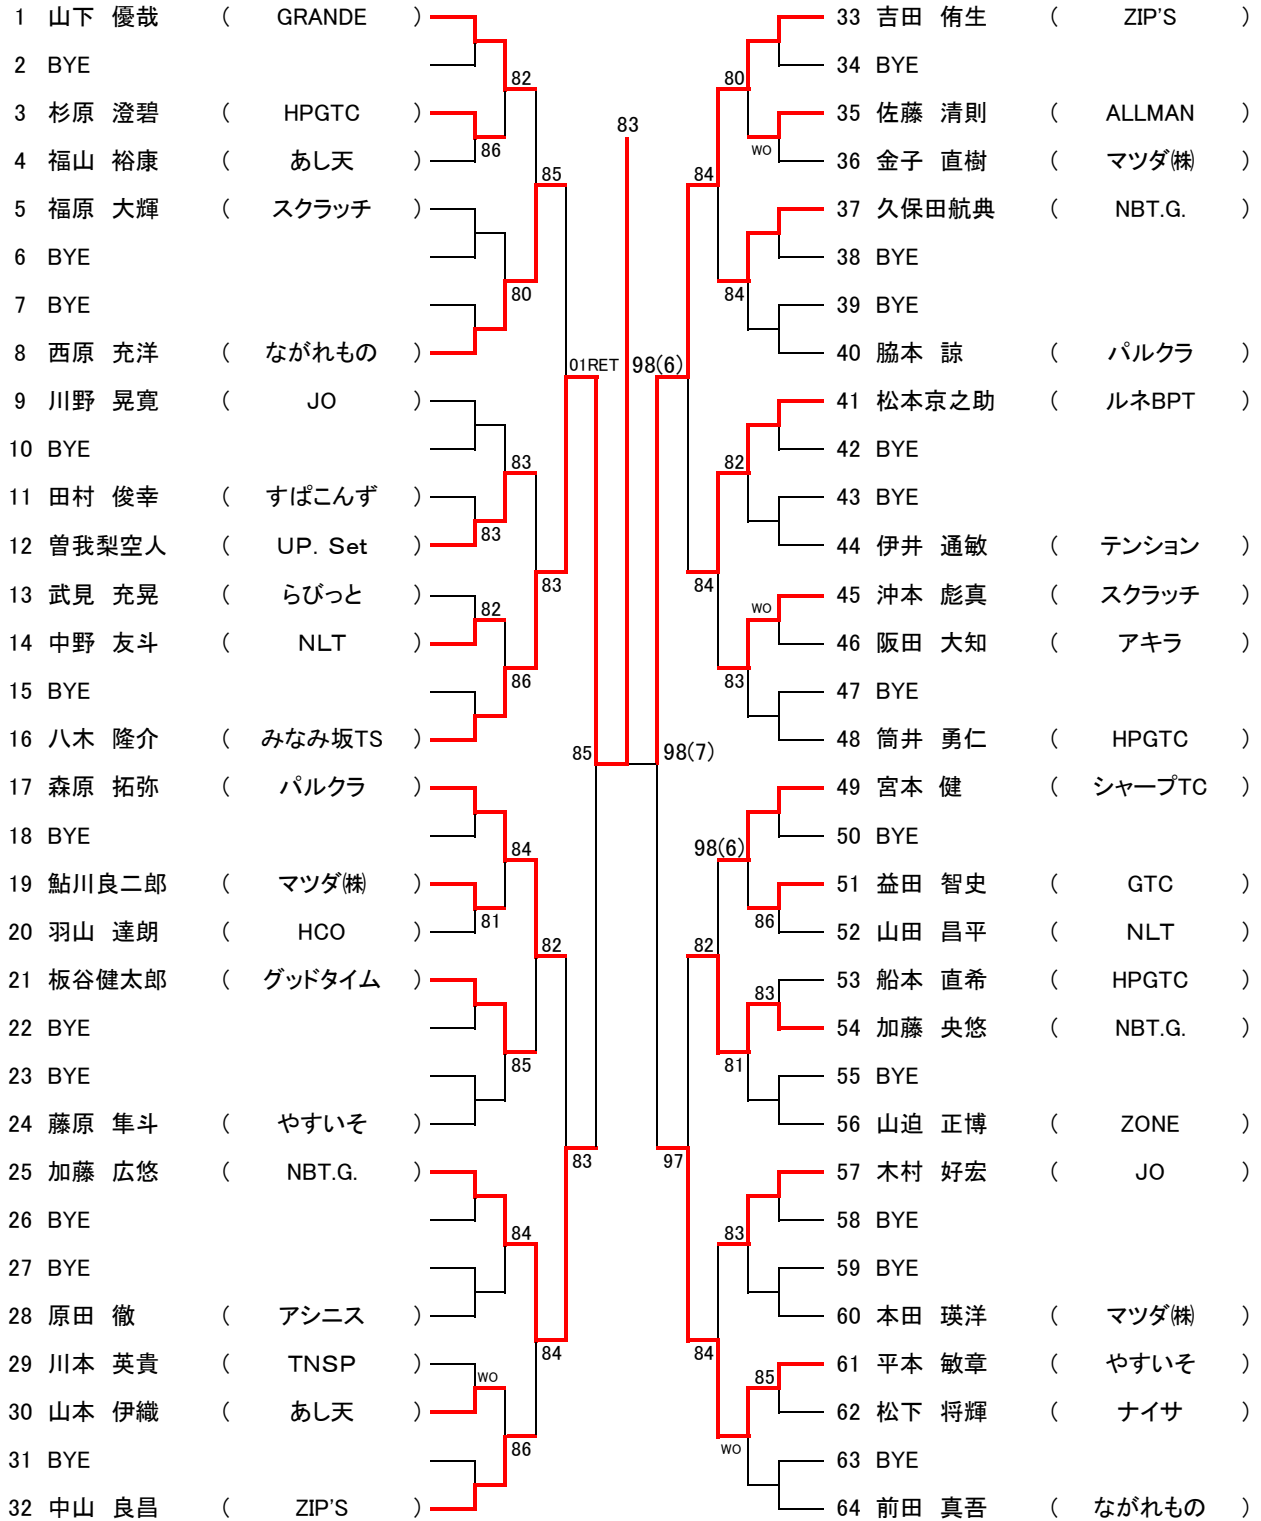 1 山下 優哉 ( GRANDE )
2 BYE
82
3 杉原 澄碧 ( HPGTC )
86
4 福山 裕康 ( あし天 )
85
5 福原 大輝 ( スクラッチ )
6 BYE
80
7 BYE
8 西原 充洋 ( ながれもの )
01RET
9 川野 晃寛 ( JO )
10 BYE
83
11 田村 俊幸 ( すぱこんず )
83
12 曽我梨空人 ( UP. Set )
83
13 武見 充晃 ( らびっと )
82
14 中野 友斗 ( NLT )
86
15 BYE
16 八木 隆介 ( みなみ坂TS )
85
17 森原 拓弥 ( パルクラ )
18 BYE
84
19 鮎川良二郎 ( マツダ㈱ )
81
20 羽山 達朗 ( HCO )
82
21 板谷健太郎 ( グッドタイム )
22 BYE
85
23 BYE
24 藤原 隼斗 ( やすいそ )
83
25 加藤 広悠 ( NBT.G. )
26 BYE
84
27 BYE
28 原田 徹 ( アシニス )
84
29 川本 英貴 ( TNSP )
WO
30 山本 伊織 ( あし天 )
86
31 BYE
32 中山 良昌 ( ZIP'S )
83
33 吉田 侑生 ( ZIP'S )
34 BYE
80
35 佐藤 清則 ( ALLMAN )
WO
36 金子 直樹 ( マツダ㈱ )
84
37 久保田航典 ( NBT.G. )
38 BYE
84
39 BYE
40 脇本 諒 ( パルクラ )
98(6)
41 松本京之助 ( ルネBPT )
42 BYE
82
43 BYE
44 伊井 通敏 ( テンション )
84
45 沖本 彪真 ( スクラッチ )
WO
46 阪田 大知 ( アキラ )
83
47 BYE
48 筒井 勇仁 ( HPGTC )
98(7)
49 宮本 健 ( シャープTC )
50 BYE
98(6)
51 益田 智史 ( GTC )
86
52 山田 昌平 ( NLT )
82
53 船本 直希 ( HPGTC )
83
54 加藤 央悠 ( NBT.G. )
81
55 BYE
56 山迫 正博 ( ZONE )
97
57 木村 好宏 ( JO )
58 BYE
83
59 BYE
60 本田 瑛洋 ( マツダ㈱ )
84
61 平本 敏章 ( やすいそ )
85
62 松下 将輝 ( ナイサ )
WO
63 BYE
64 前田 真吾 ( ながれもの )